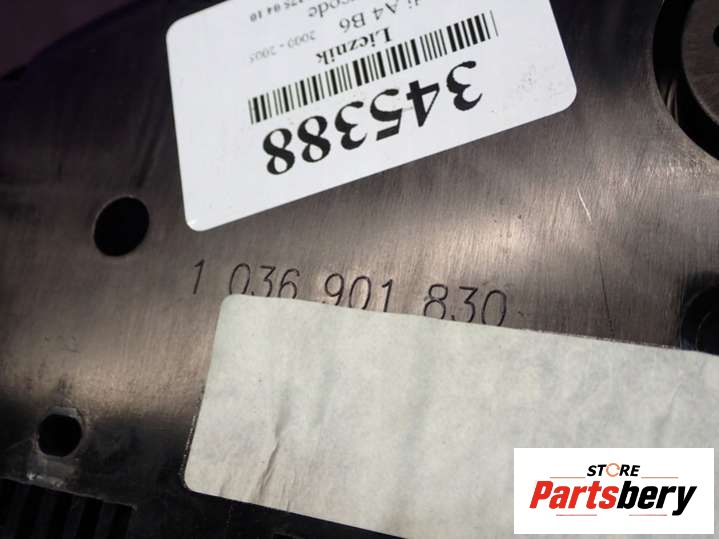 345388
Licznik
A4 B6 2000 - 2005
1 036 901 830
STORE
Partsbery